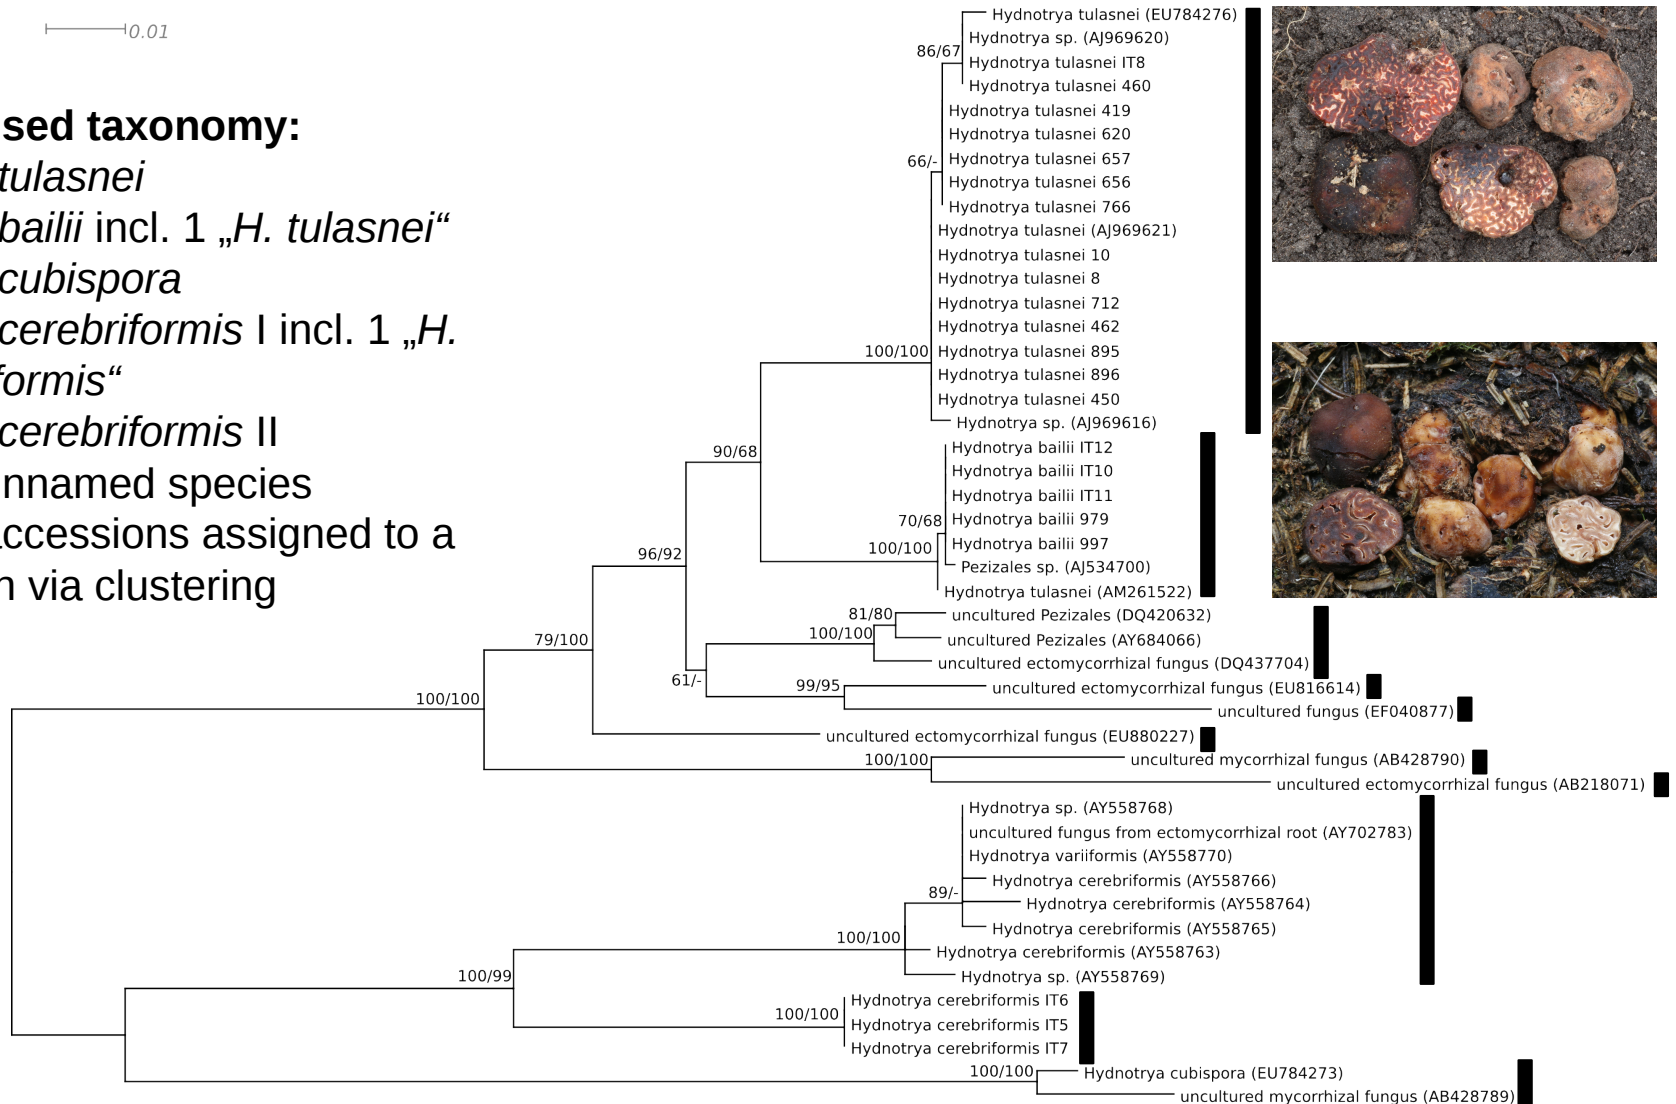 0.01
sed taxonomy:
tulasnei
bailii incl. 1 „H. tulasnei“
cubispora
cerebriformis I incl. 1 „H.
formis“
cerebriformis II
nnamed species
ccessions assigned to a
n via clustering
Hydnotrya tulasnei (EU784276)
Hydnotrya sp. (AJ969620)
86/67
Hydnotrya tulasnei IT8
Hydnotrya tulasnei 460
Hydnotrya tulasnei 419
Hydnotrya tulasnei 620
66/-
Hydnotrya tulasnei 657
Hydnotrya tulasnei 656
Hydnotrya tulasnei 766
Hydnotrya tulasnei (AJ969621)
Hydnotrya tulasnei 10
Hydnotrya tulasnei 8
Hydnotrya tulasnei 712
Hydnotrya tulasnei 462
100/100
Hydnotrya tulasnei 895
Hydnotrya tulasnei 896
Hydnotrya tulasnei 450
Hydnotrya sp. (AJ969616)
90/68
Hydnotrya bailii IT12
Hydnotrya bailii IT10
Hydnotrya bailii IT11
70/68
Hydnotrya bailii 979
100/100
Hydnotrya bailii 997
96/92
Pezizales sp. (AJ534700)
Hydnotrya tulasnei (AM261522)
81/80
uncultured Pezizales (DQ420632)
100/100
uncultured Pezizales (AY684066)
79/100
uncultured ectomycorrhizal fungus (DQ437704)
61/-
99/95
uncultured ectomycorrhizal fungus (EU816614)
100/100
uncultured fungus (EF040877)
uncultured ectomycorrhizal fungus (EU880227)
100/100
uncultured mycorrhizal fungus (AB428790)
uncultured ectomycorrhizal fungus (AB218071)
Hydnotrya sp. (AY558768)
uncultured fungus from ectomycorrhizal root (AY702783)
Hydnotrya variiformis (AY558770)
Hydnotrya cerebriformis (AY558766)
89/-
Hydnotrya cerebriformis (AY558764)
Hydnotrya cerebriformis (AY558765)
100/100
Hydnotrya cerebriformis (AY558763)
100/99
Hydnotrya sp. (AY558769)
Hydnotrya cerebriformis IT6
100/100
Hydnotrya cerebriformis IT5
Hydnotrya cerebriformis IT7
100/100
Hydnotrya cubispora (EU784273)
uncultured mycorrhizal fungus (AB428789)